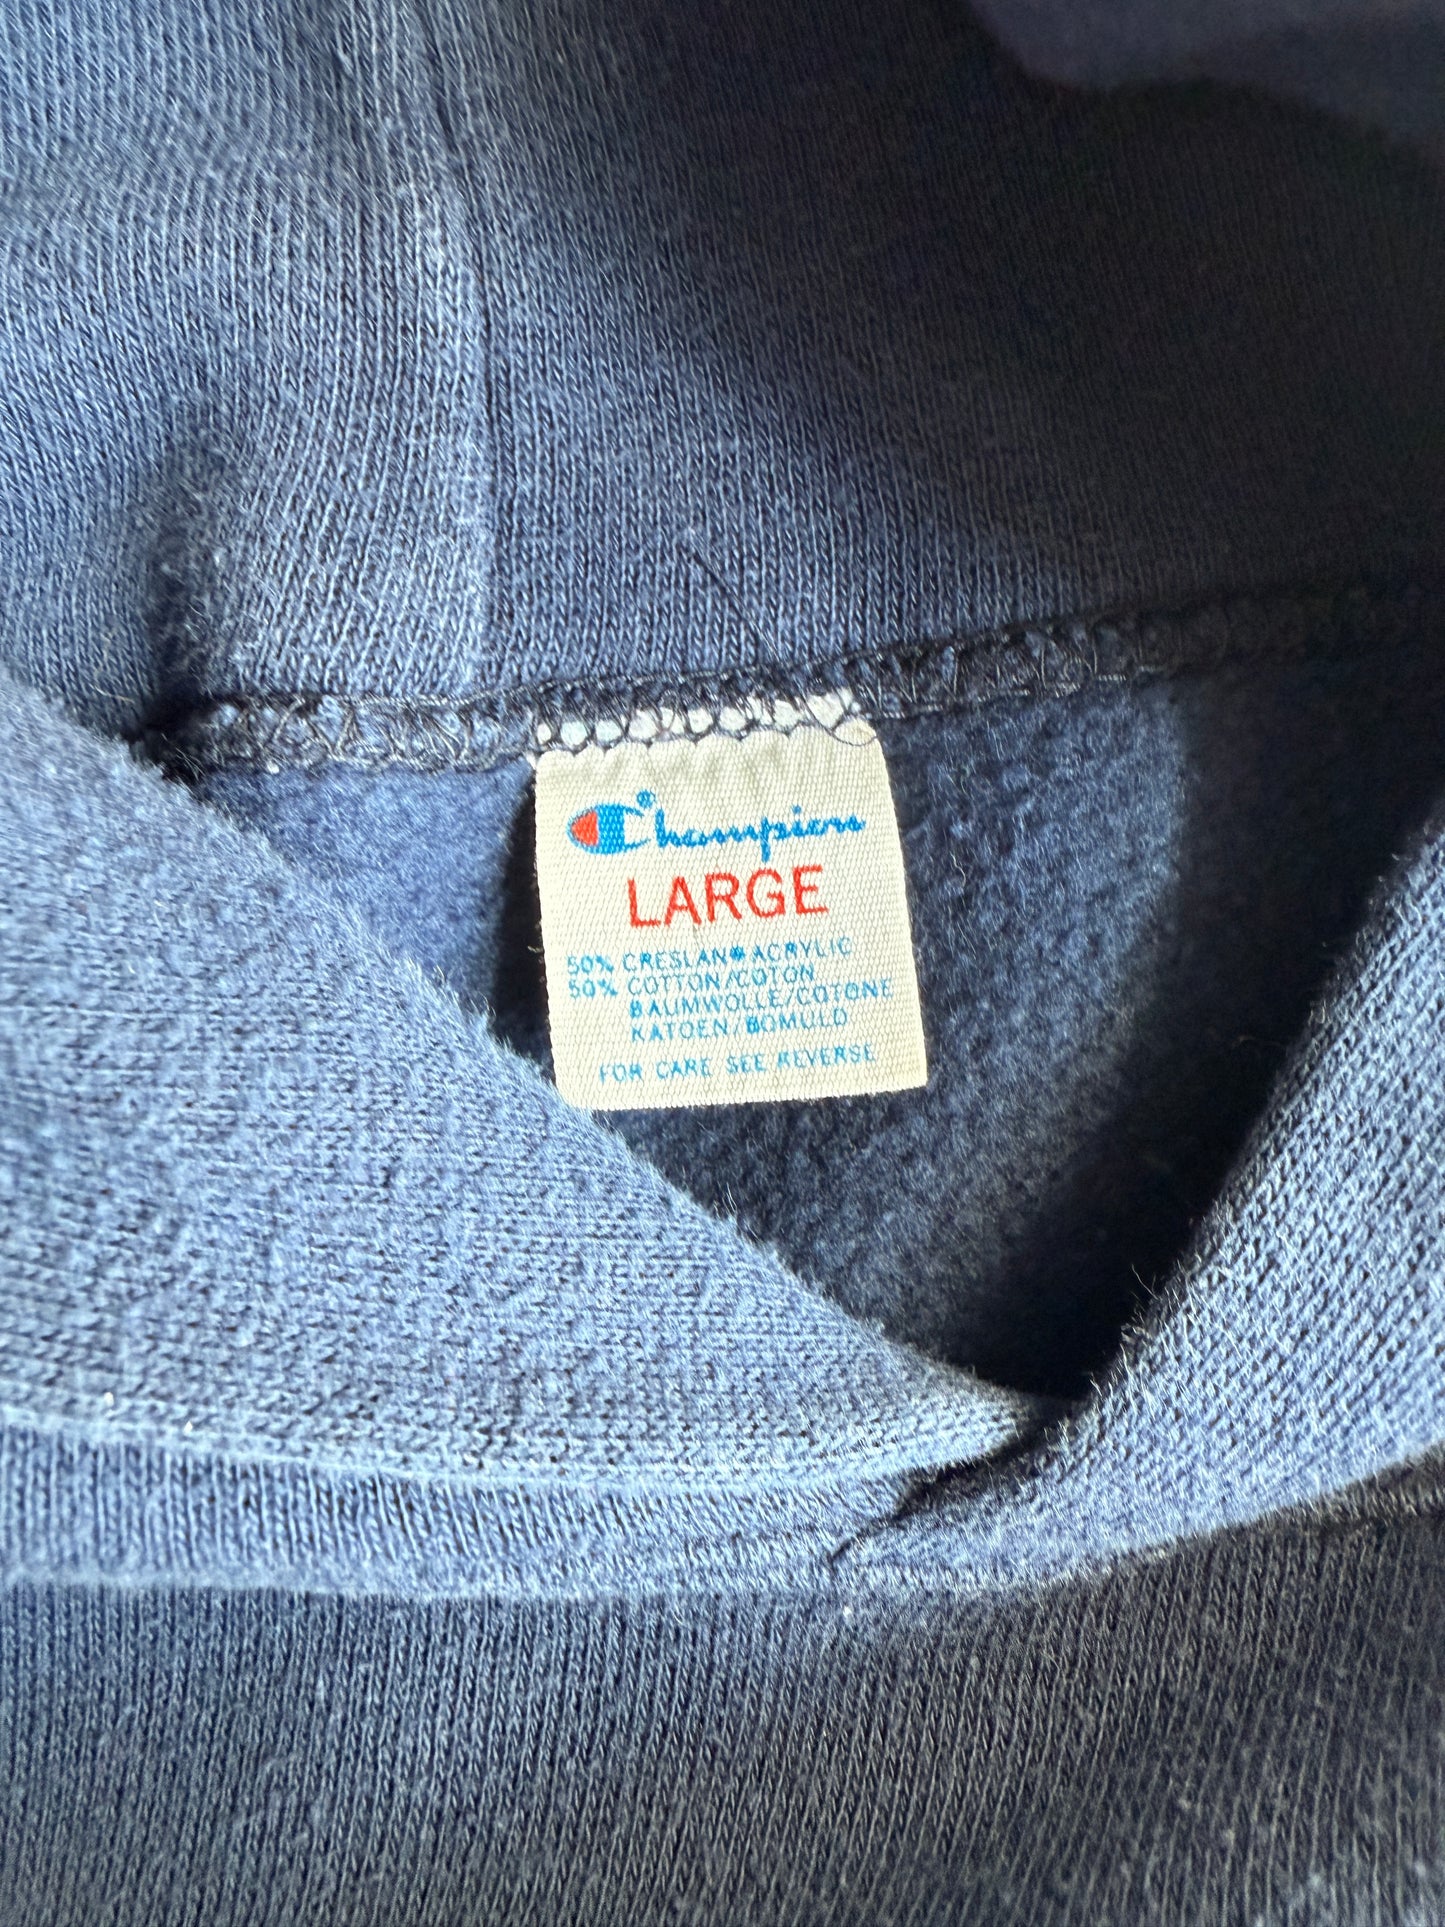 Champion®
LARGE
50% CRESLAN® ACRYLIC
50% COTTON/COTON
BAUMWOLLE/COTONE
KATOEN/BOMULD
FOR CARE SEE REVERSE